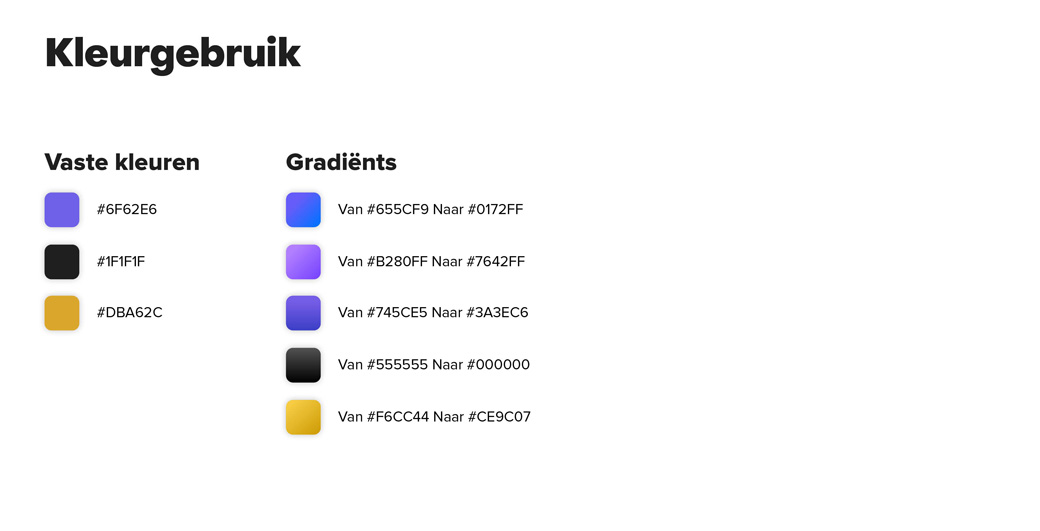 Kleurgebruik
Vaste kleuren
#6F62E6
#1F1F1F
#DBA62C
Gradiënts
Van #655CF9 Naar #0172FF
Van #B280FF Naar #7642FF
Van #745CE5 Naar #3A3EC6
Van #555555 Naar #000000
Van #F6CC44 Naar #CE9C07